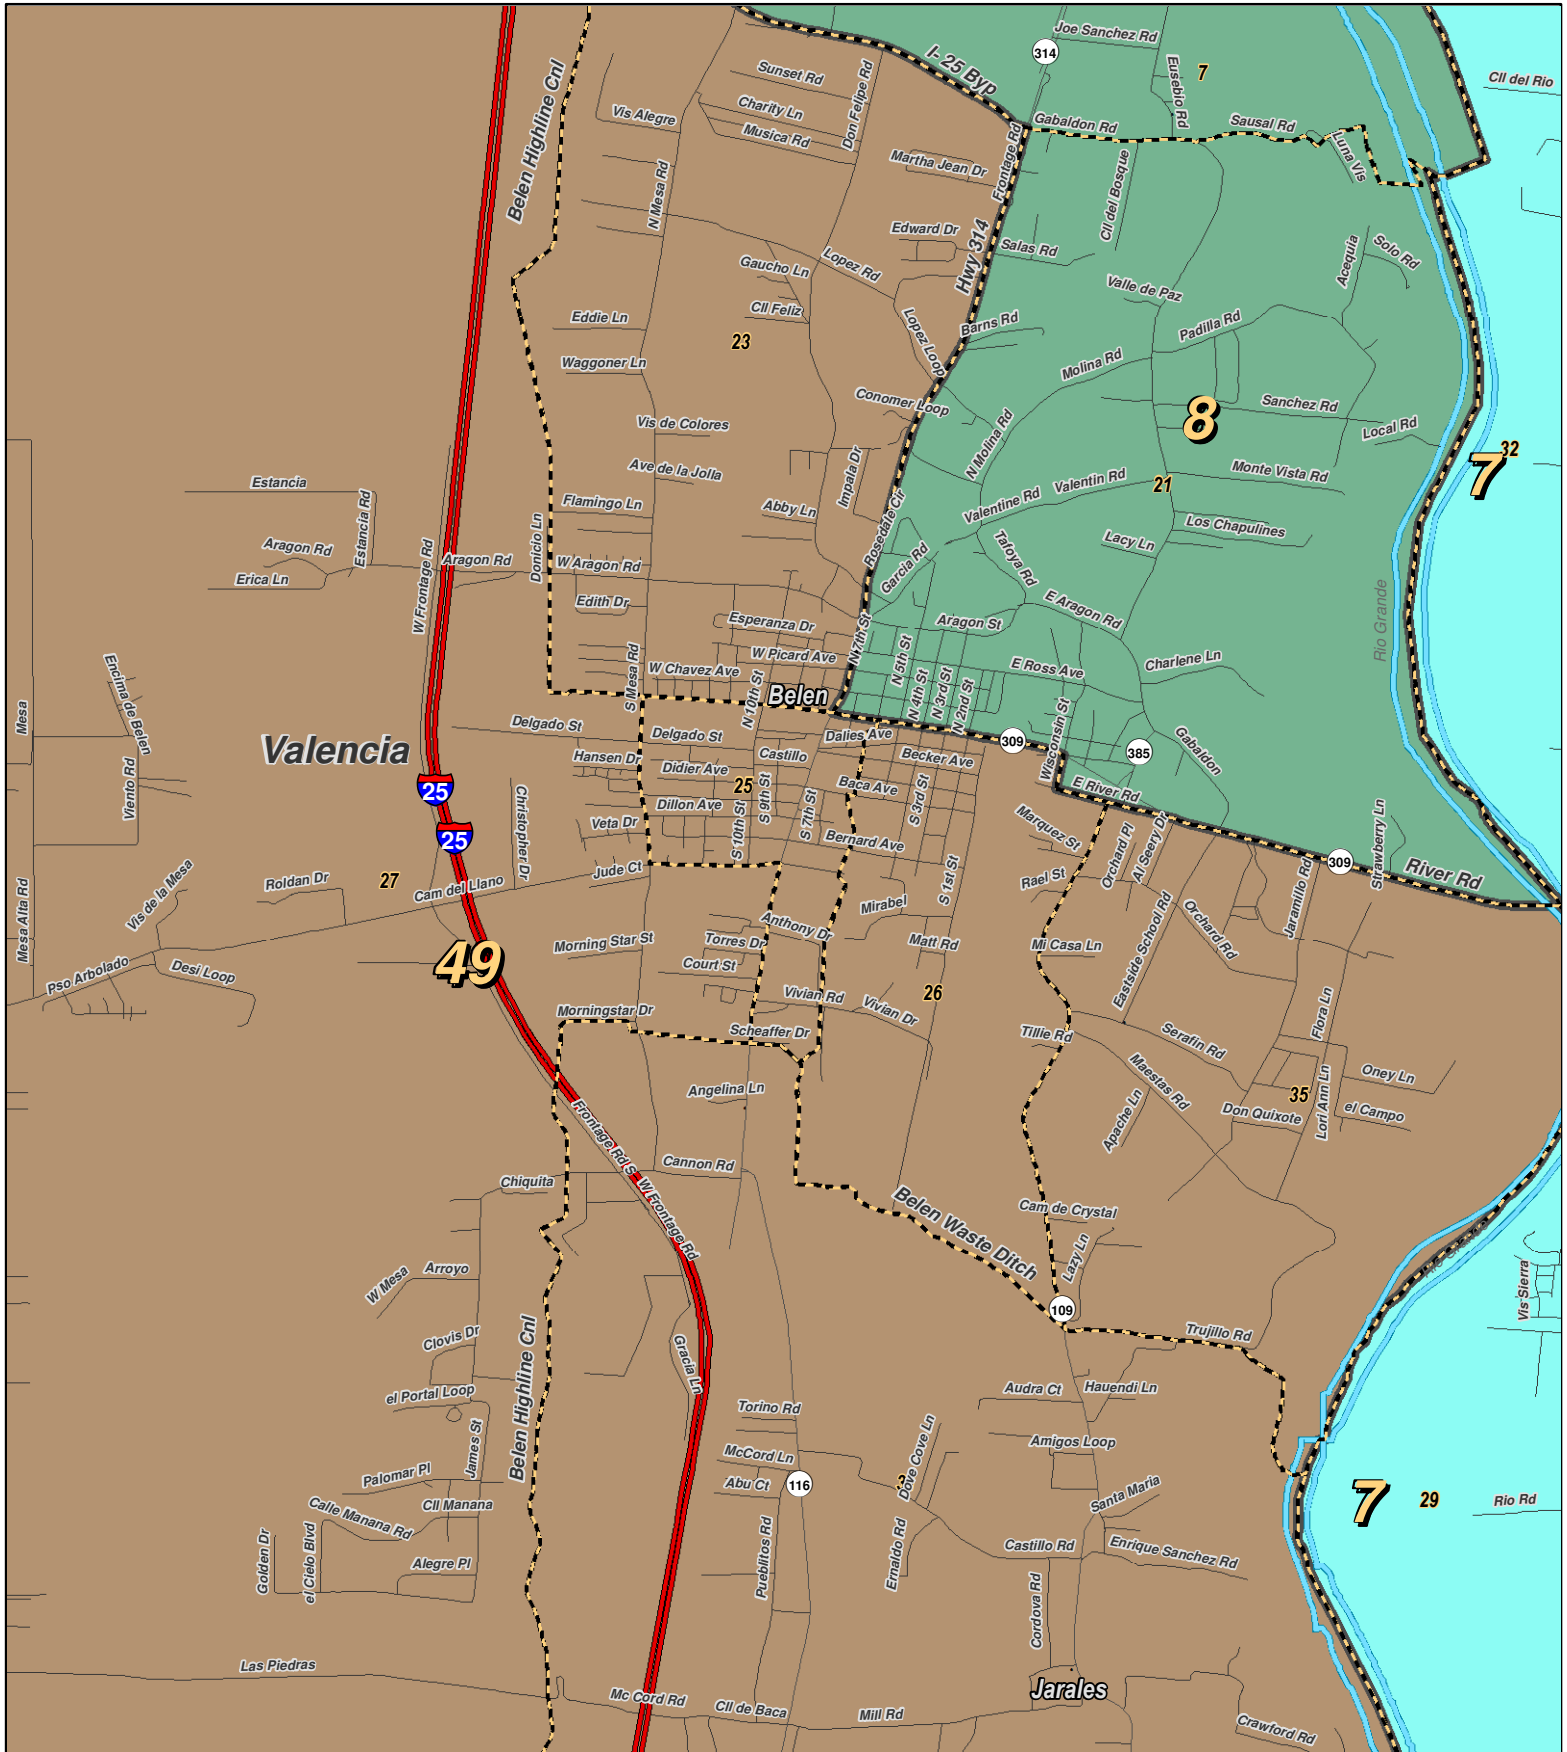 Joe Sanchez Rd
314
I- 25 Byp
7
Cll del Rio
Sunset Rd
Don Felipe Rd
Eusebio Rd
Belen Highline Cnl
Vis Alegre
Charity Ln
Musica Rd
Gabaldon Rd
Sausal Rd
Luna Vis
Martha Jean Dr
Frontage Rd
Cll del Bosque
N Mesa Rd
Edward Dr
Salas Rd
Hwy 314
Acequia
Solo Rd
Gaucho Ln
Lopez Rd
Valle de Paz
Cll Feliz
Eddie Ln
Lopez Loop
Barns Rd
Padilla Rd
23
Waggoner Ln
Molina Rd
Conomer Loop
Sanchez Rd
8
Vis de Colores
N Molina Rd
Local Rd
32
7
Ave de la Jolla
Impala Dr
Monte Vista Rd
Estancia
Valentin Rd
21
Flamingo Ln
Abby Ln
Valentine Rd
Rosedale Cir
Los Chapulines
Estancia Rd
Donicio Ln
Lacy Ln
Aragon Rd
Aragon Rd
W Aragon Rd
Garcia Rd
Tafoya Rd
Erica Ln
W Frontage Rd
Edith Dr
E Aragon Rd
Rio Grande
Esperanza Dr
Aragon St
N 7th St
W Picard Ave
N 5th St
E Ross Ave
Charlene Ln
Encima de Belen
S Mesa Rd
W Chavez Ave
Belen
N 10th St
N 4th St
N 3rd St
N 2nd St
Mesa
Delgado St
Delgado St
Dalies Ave
309
Wisconsin St
385
Gabaldon
Valencia
Hansen Dr
Didier Ave
Castillo
Becker Ave
25
25
Baca Ave
E River Rd
Viento Rd
Christopher Dr
Dillon Ave
S 9th St
S 7th St
S 3rd St
Veta Dr
S 10th St
Bernard Ave
Marquez St
Orchard Pl
Al Seery Dr
Strawberry Ln
25
309
River Rd
Jude Ct
27
Roldan Dr
Cam del Llano
S 1st St
Rael St
Jaramillo Rd
Mesa Alta Rd
Vis de la Mesa
Mirabel
Eastside School Rd
Orchard Rd
Anthony Dr
Morning Star St
Torres Dr
Matt Rd
Mi Casa Ln
Court St
49
Pso Arbolado
Desi Loop
26
Vivian Rd
Vivian Dr
Morningstar Dr
Scheaffer Dr
Flora Ln
Tillie Rd
Serafin Rd
Maestas Rd
Oney Ln
Angelina Ln
35
Frontage Rd S
Apache Ln
Don Quixote
Lori Ann Ln
el Campo
Cannon Rd
Chiquita
W Frontage Rd
Belen Waste Ditch
Cam de Crystal
Lazy Ln
Arroyo
W Mesa
Vis Sierra
109
Trujillo Rd
Clovis Dr
Belen Highline Cnl
Gracia Ln
el Portal Loop
Audra Ct
Hauendi Ln
Torino Rd
James St
Dove Cove Ln
Amigos Loop
McCord Ln
Palomar Pl
Abu Ct
116
3
Santa Maria
7
29
Rio Rd
Calle Manana Rd
Cll Manana
Pueblitos Rd
Ernaldo Rd
Castillo Rd
Enrique Sanchez Rd
Golden Dr
el Cielo Blvd
Alegre Pl
Cordova Rd
Las Piedras
Jarales
Mc Cord Rd
Cll de Baca
Mill Rd
Crawford Rd